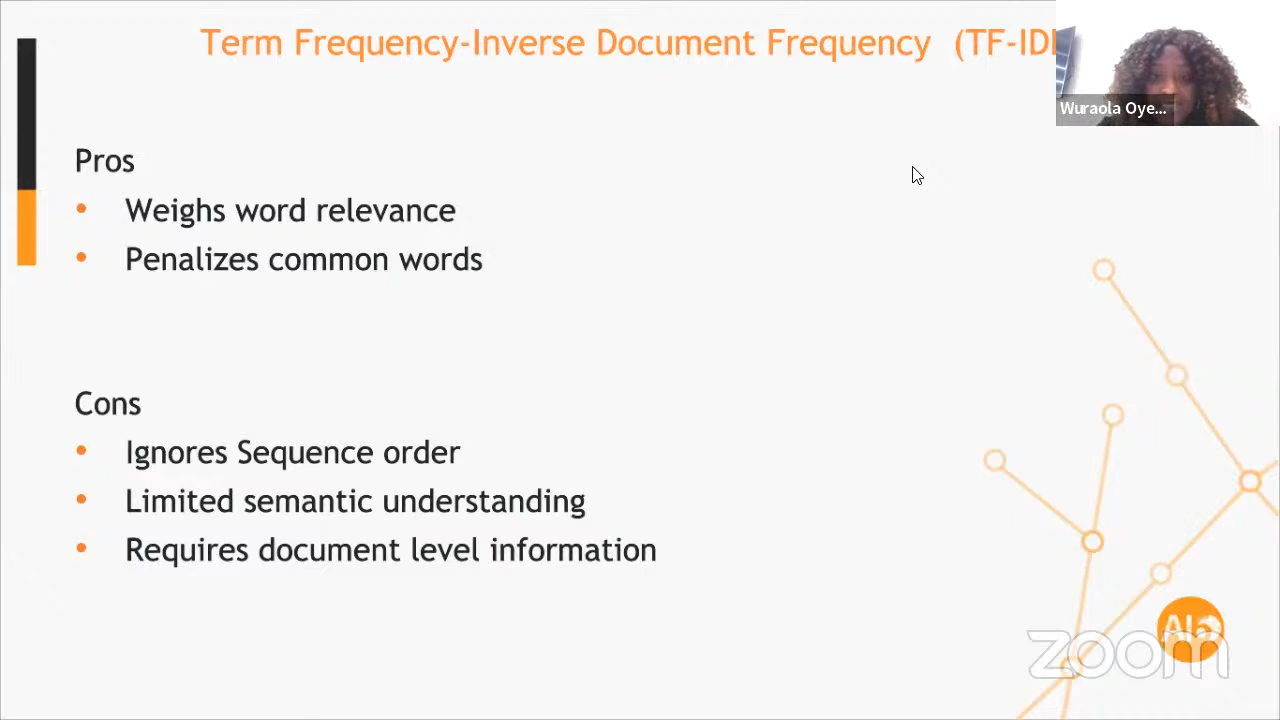 Term Frequency-Inverse Document Frequency (TF-ID
Wuraola Oye...
Pros
• Weighs word relevance
• Penalizes common words
Cons
• Ignores Sequence order
• Limited semantic understanding
• Requires document level information
zoom